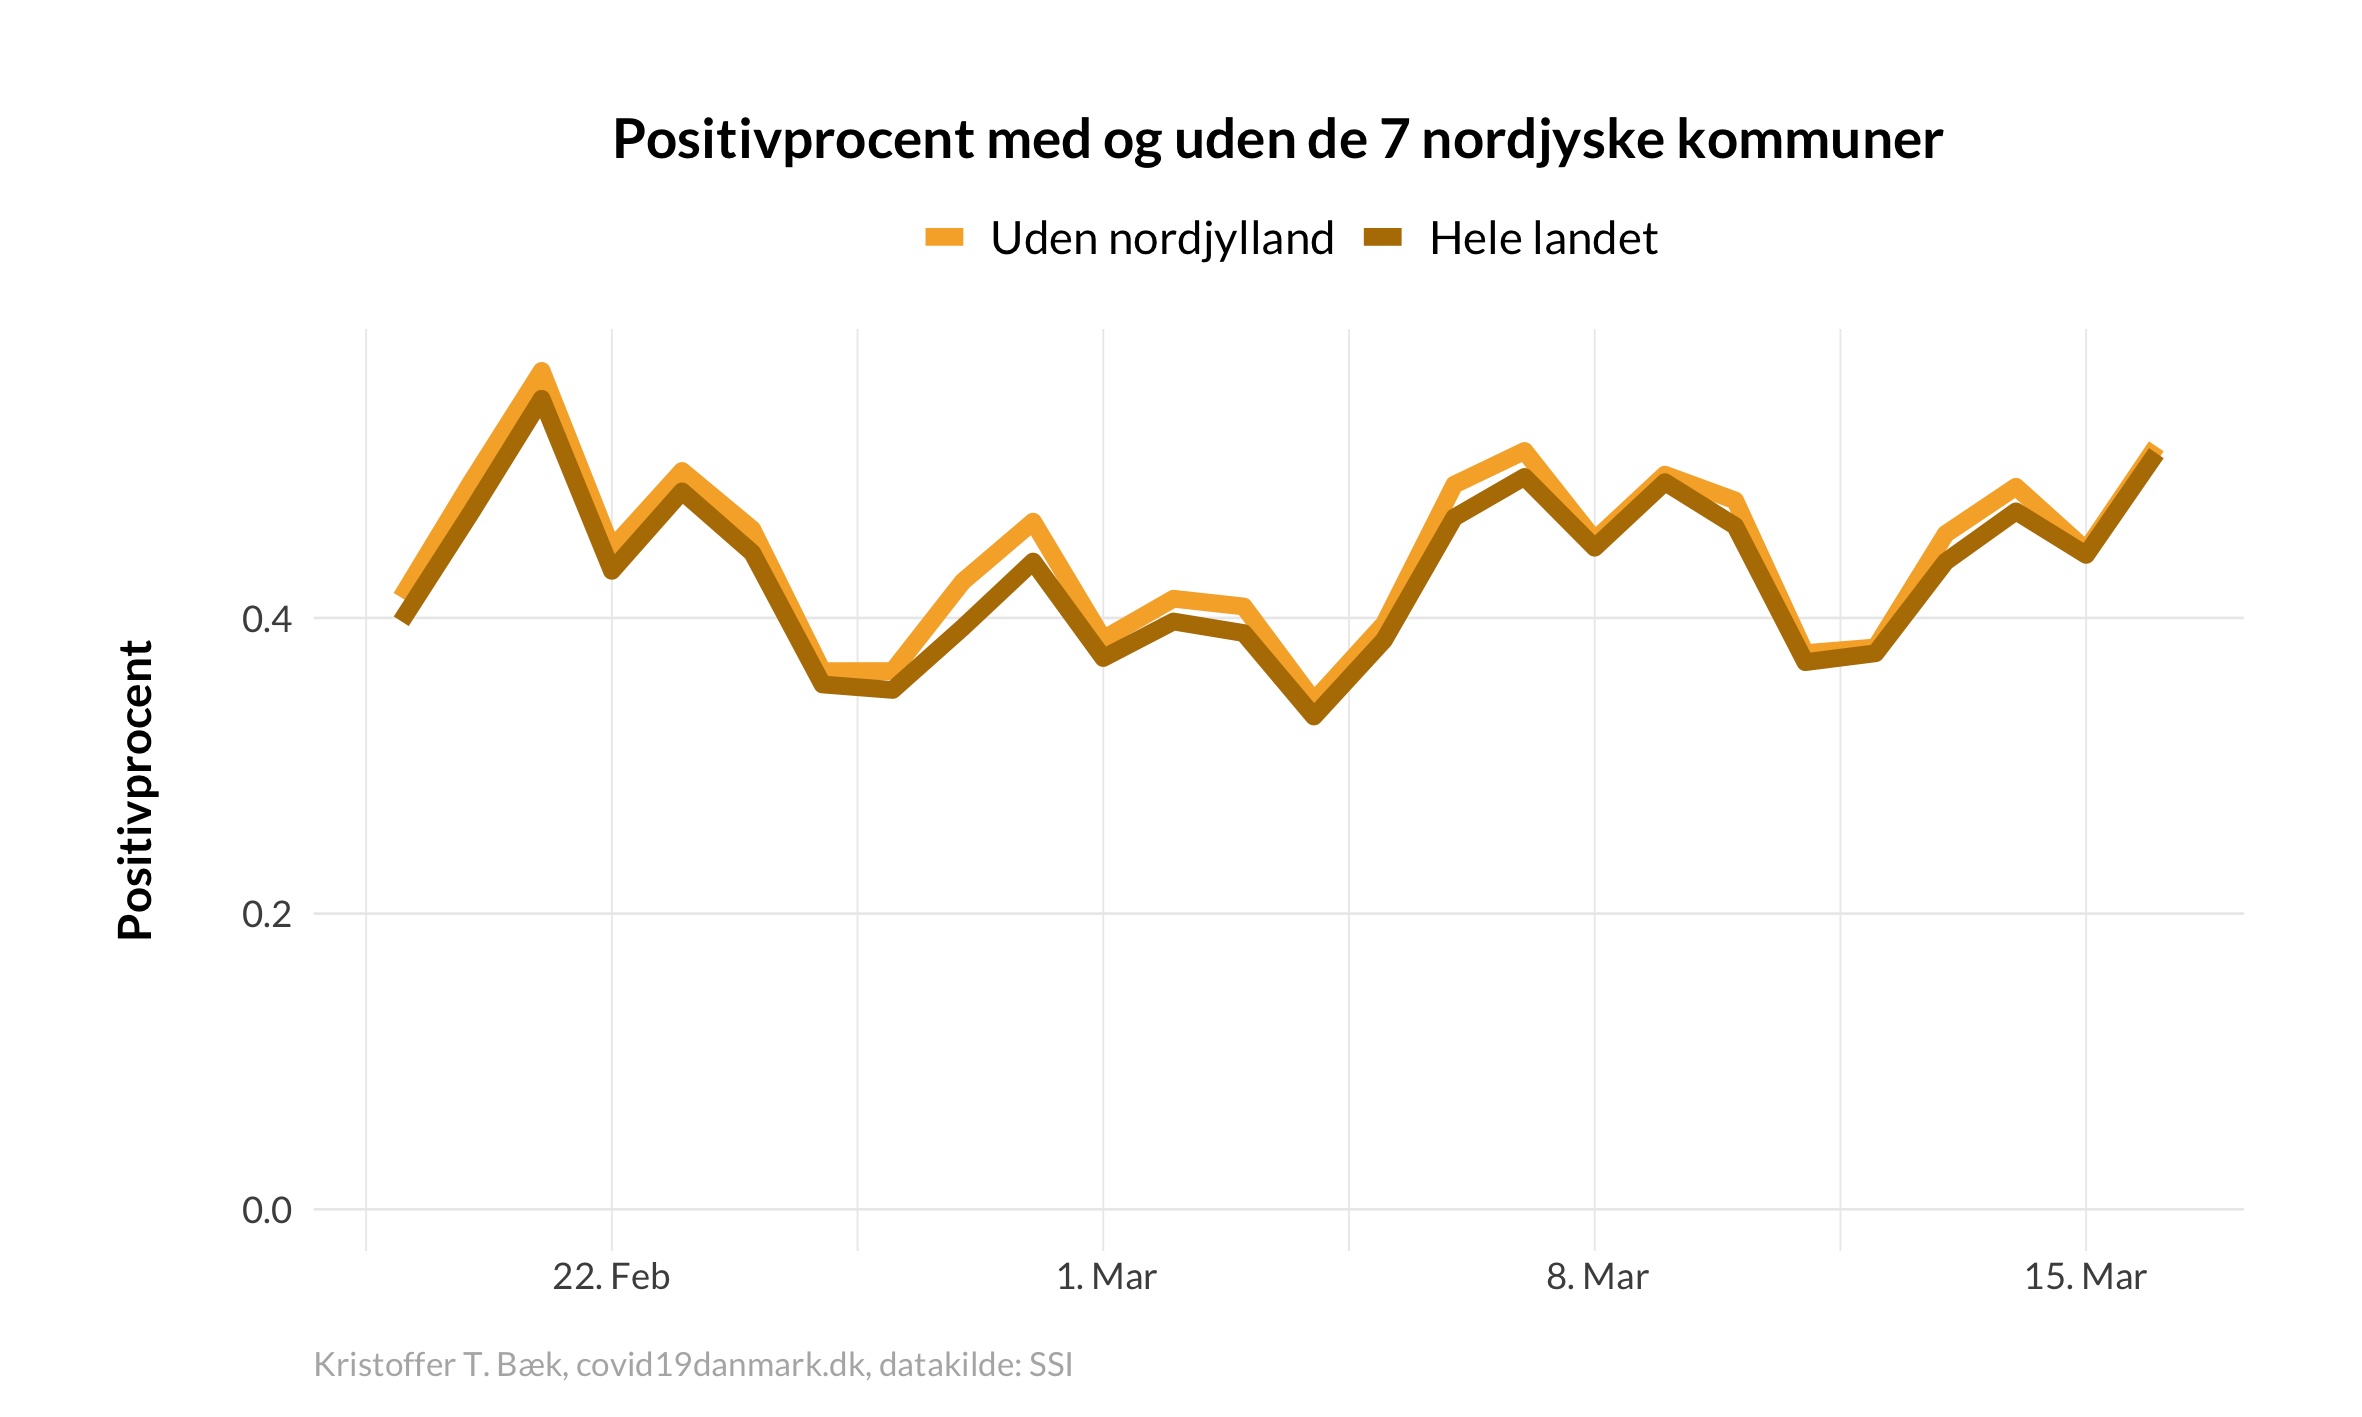 Positivprocent med og uden de 7 nordjyske kommuner
Uden nordjylland Hele landet
Positivprocent
0.4
0.2
0.0
22. Feb 1. Mar 8. Mar 15. Mar
Kristoffer T. Bæk, covid19danmark.dk, datakilde: SSI